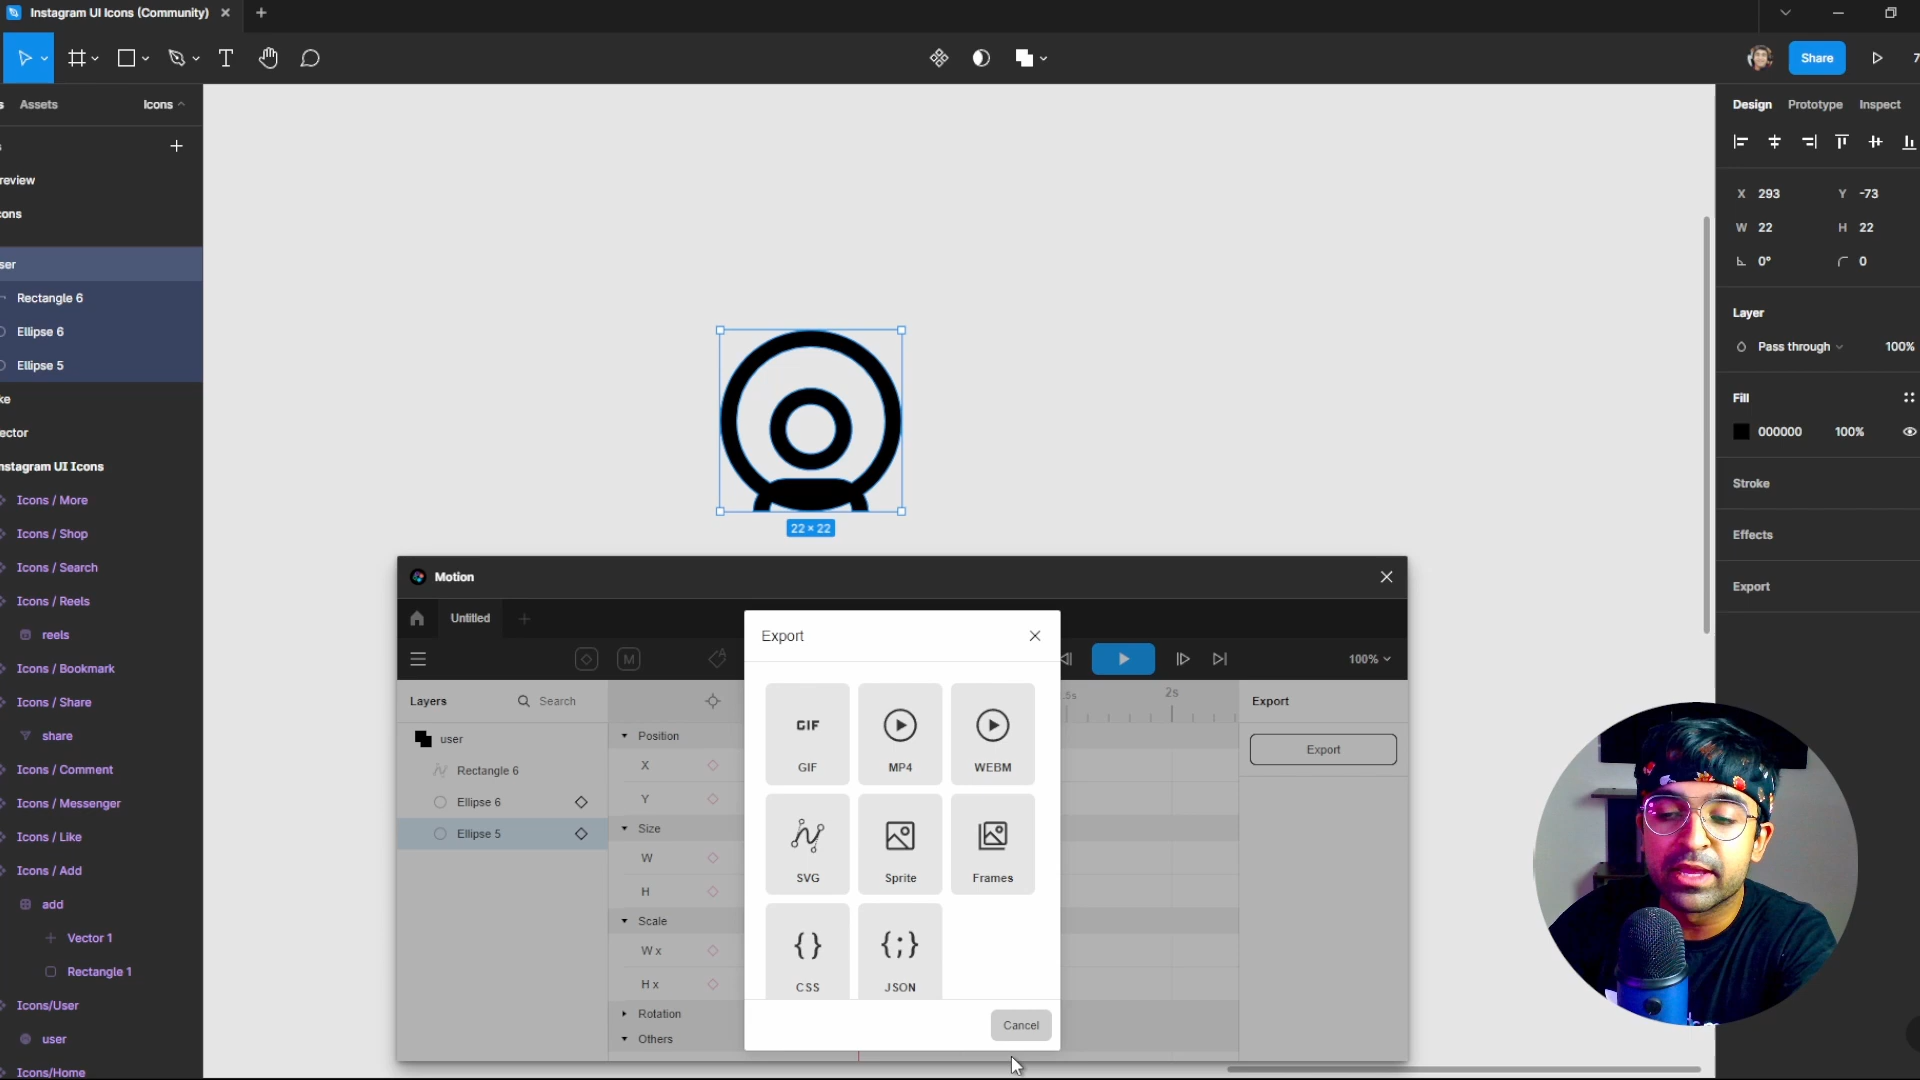 Instagram UI Icons (Community)
Share
7
s Assets Icons
Design Prototype Inspect
s
review
cons
ser
Rectangle 6
Ellipse 6
Ellipse 5
ke
ector
nstagram UI Icons
Icons / More
Icons / Shop
Icons / Search
Icons / Reels
reels
Icons / Bookmark
Icons / Share
share
Icons / Comment
Icons / Messenger
Icons / Like
Icons / Add
add
Vector 1
Rectangle 1
Icons/User
user
Icons/Home
22 × 22
X 293 Y -73
W 22 H 22
0° 0
Layer
Pass through 100%
Fill
000000 100%
Stroke
Effects
Export
Motion
Untitled
M
100%
Layers Search
user
Rectangle 6
Ellipse 6
Ellipse 5
Position
X
Y
Size
W
H
Scale
W x
H x
Rotation
Others
.5s 2s
Export
Export
Export
GIF
GIF
MP4
WEBM
SVG
Sprite
Frames
{ }
CSS
{ ; }
JSON
Cancel